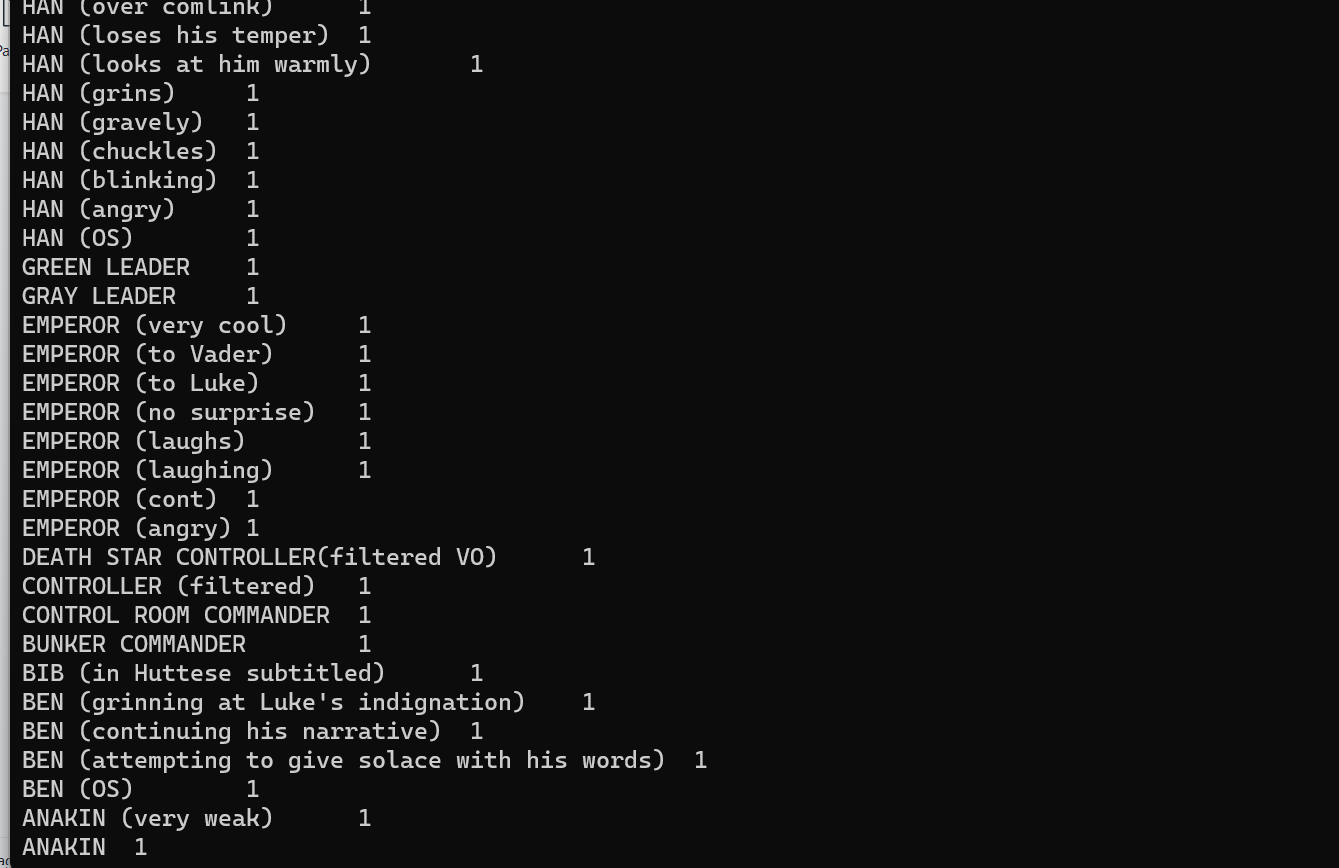 HAN (over comlink) 1
HAN (loses his temper) 1
HAN (looks at him warmly) 1
HAN (grins) 1
HAN (gravely) 1
HAN (chuckles) 1
HAN (blinking) 1
HAN (angry) 1
HAN (OS) 1
GREEN LEADER 1
GRAY LEADER 1
EMPEROR (very cool) 1
EMPEROR (to Vader) 1
EMPEROR (to Luke) 1
EMPEROR (no surprise) 1
EMPEROR (laughs) 1
EMPEROR (laughing) 1
EMPEROR (cont) 1
EMPEROR (angry) 1
DEATH STAR CONTROLLER(filtered VO) 1
CONTROLLER (filtered) 1
CONTROL ROOM COMMANDER 1
BUNKER COMMANDER 1
BIB (in Huttese subtitled) 1
BEN (grinning at Luke's indignation) 1
BEN (continuing his narrative) 1
BEN (attempting to give solace with his words) 1
BEN (OS) 1
ANAKIN (very weak) 1
ANAKIN 1